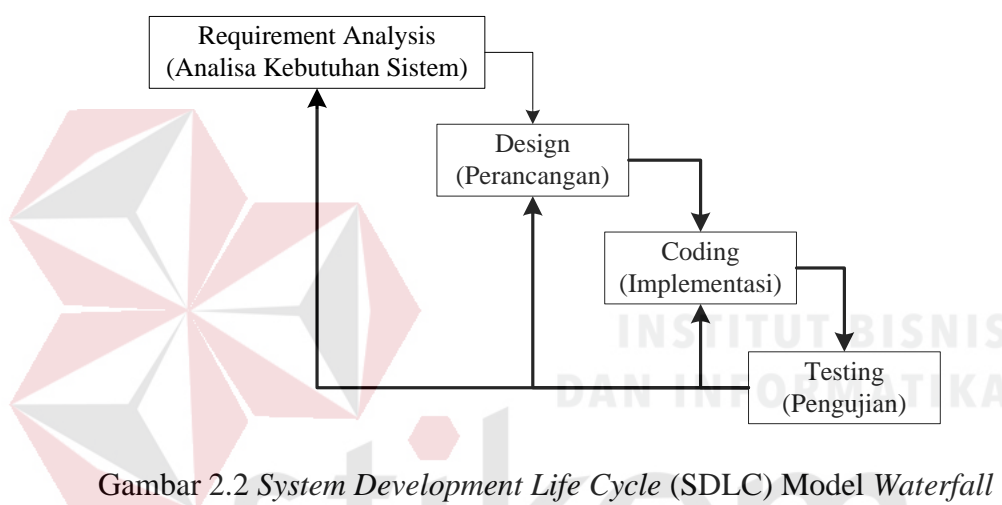 Requirement Analysis
(Analisa Kebutuhan Sistem)
Design
(Perancangan)
Coding
(Implementasi)
INSTITUT BISNIS
DAN INFORMATIKA
Testing
(Pengujian)
stikom
Gambar 2.2 System Development Life Cycle (SDLC) Model Waterfall